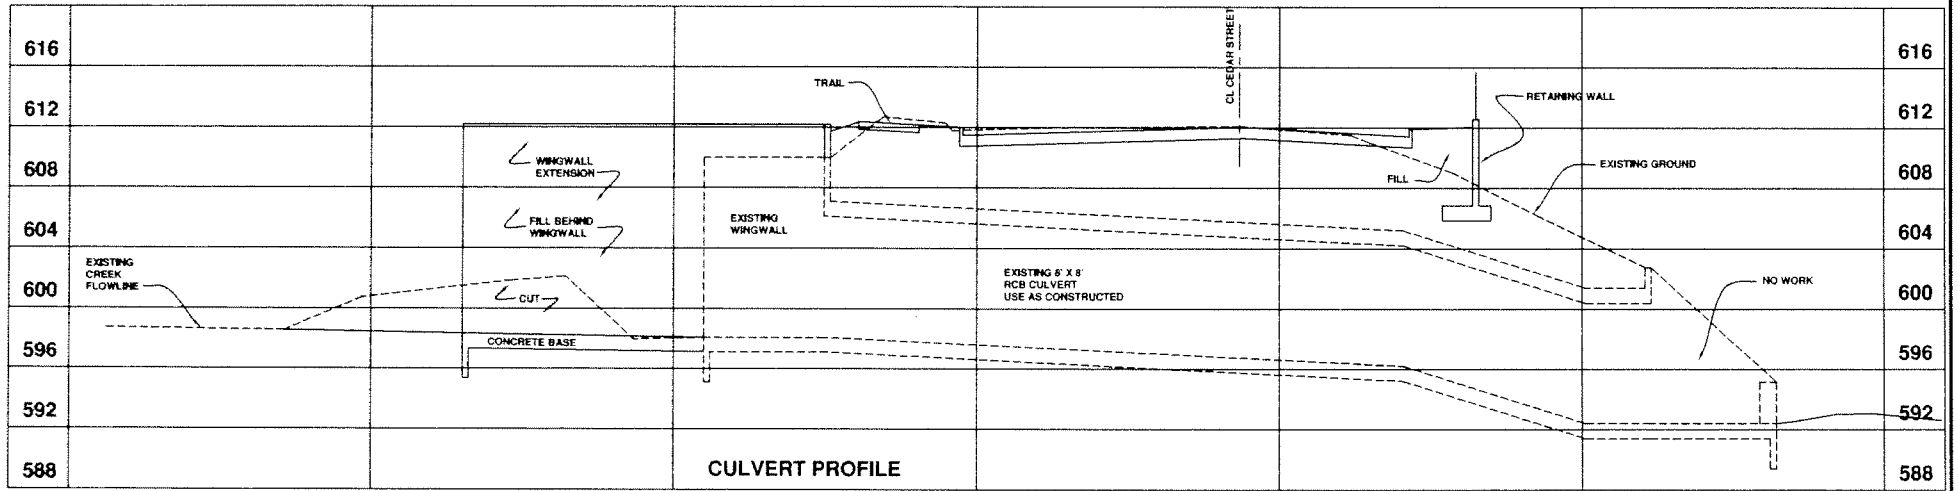 616
612
608
604
600
596
592
588
EXISTING
CREEK
FLOWLINE
WINGWALL
EXTENSION
FILL BEHIND
WINGWALL
CUT
CONCRETE BASE
EXISTING
WINGWALL
TRAIL
CL CEDAR STREET
EXISTING 8' X 8'
RCB CULVERT
USE AS CONSTRUCTED
FILL
RETAINING WALL
EXISTING GROUND
NO WORK
616
612
608
604
600
596
592
588
CULVERT PROFILE